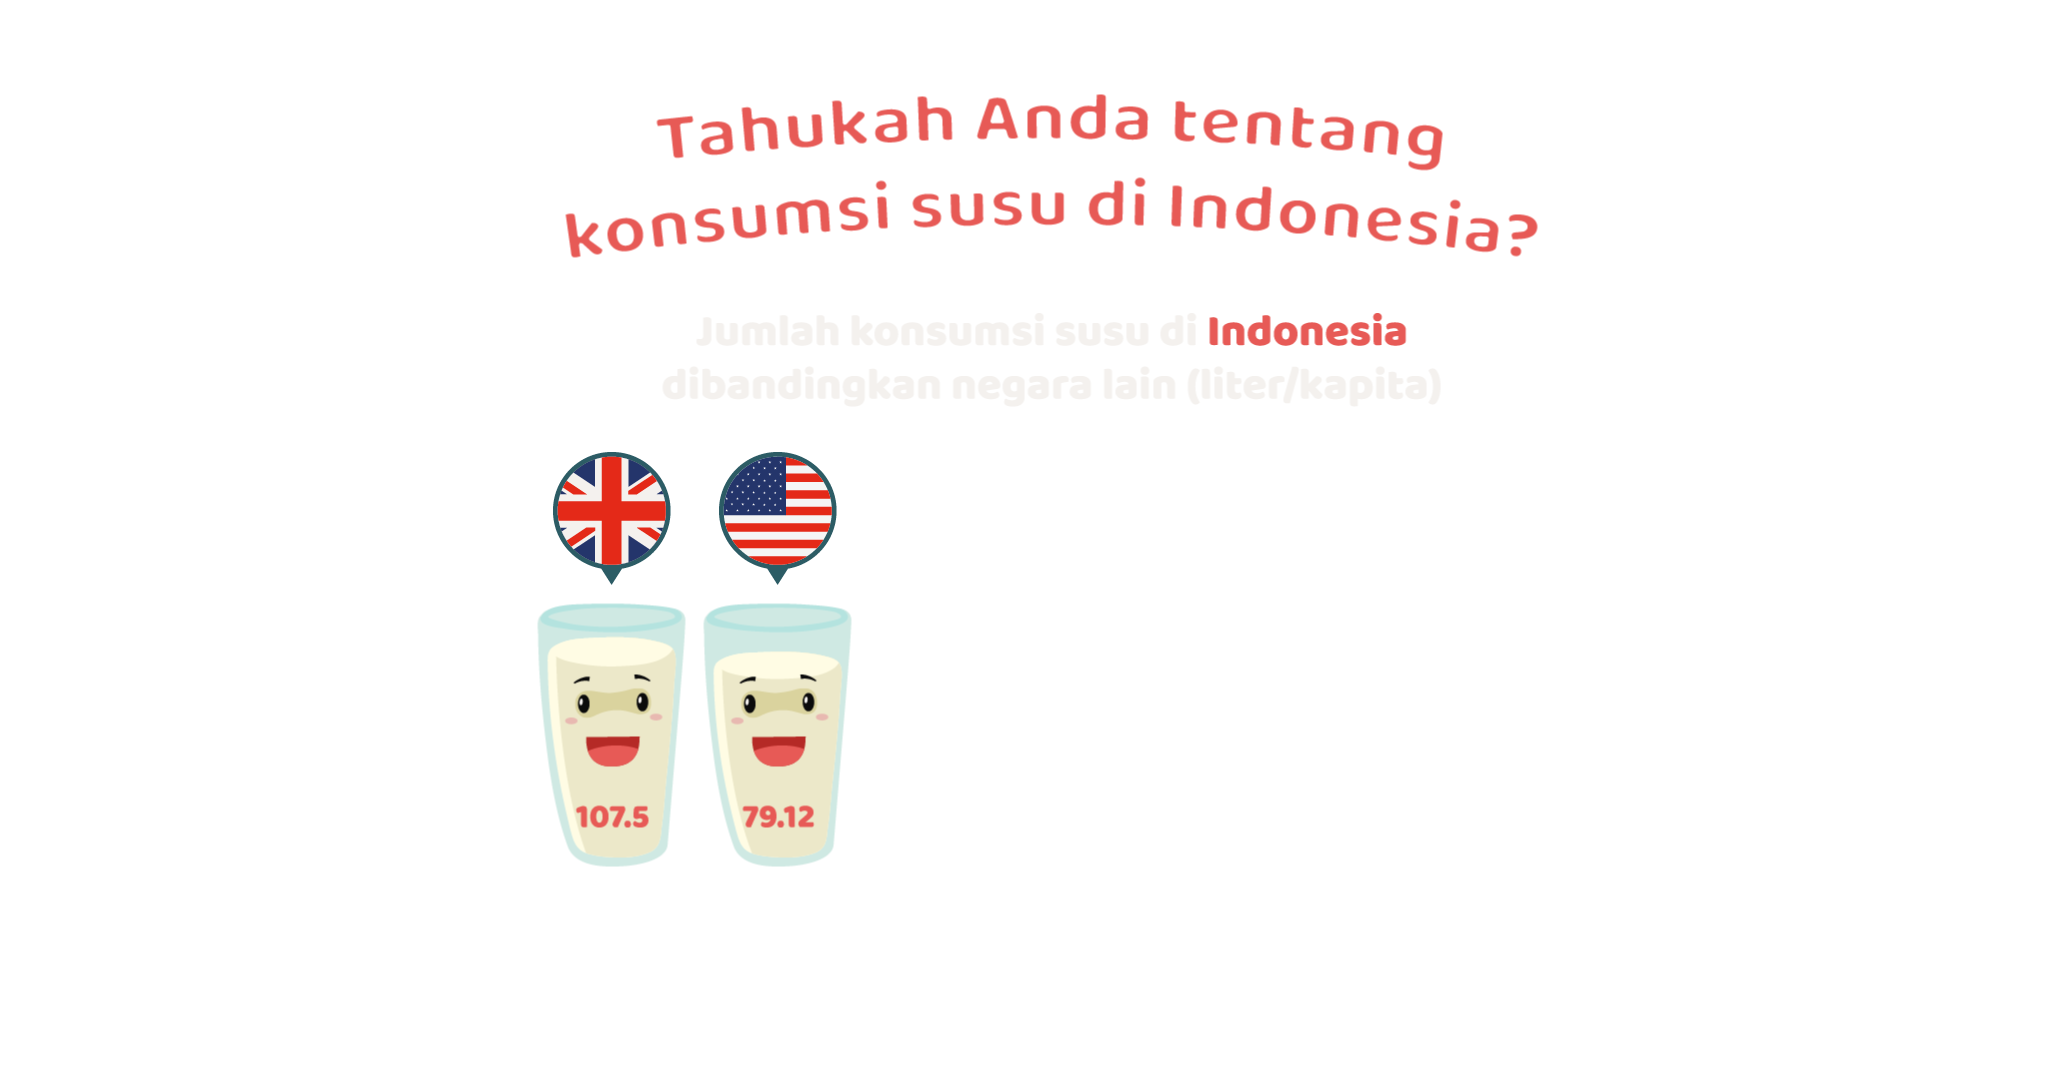 Tahukah Anda tentang
konsumsi susu di Indonesia?
Jumlah konsumsi susu di Indonesia
dibandingkan negara lain (liter/kapita)
107.5 79.12